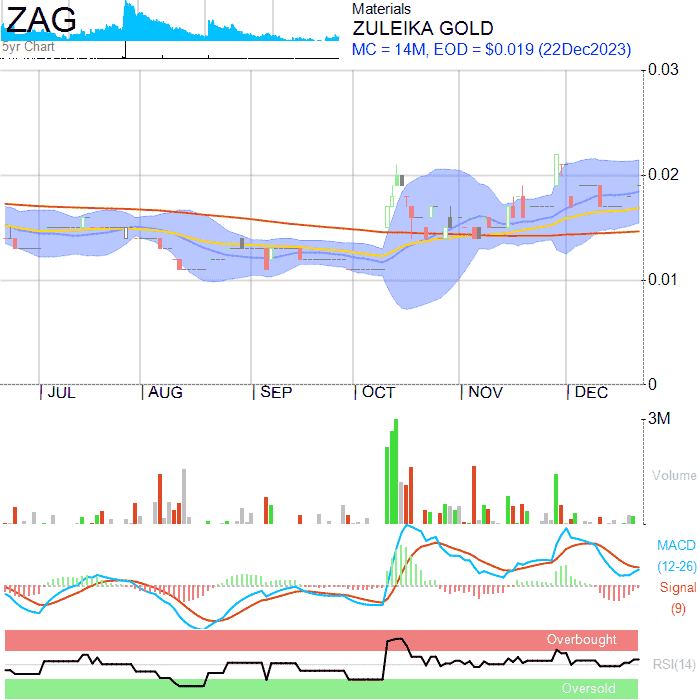 ZAG
5yr Chart
Materials
ZULEIKA GOLD
MC = 14M, EOD = $0.019 (22Dec2023)
0.03
0.02
0.01
0
JUL AUG SEP OCT NOV DEC
3M
Volume
MACD
(12-26)
Signal
(9)
Overbought
RSI(14)
Oversold